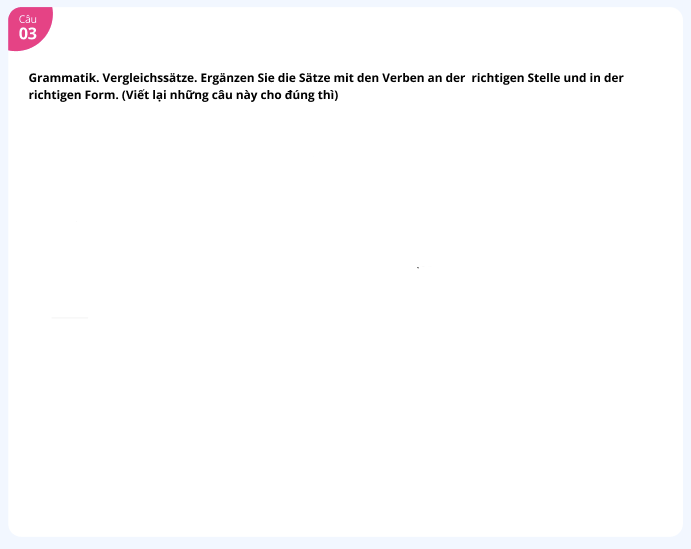 Câu
03
Grammatik. Vergleichssätze. Ergänzen Sie die Sätze mit den Verben an der richtigen Stelle und in der
richtigen Form. (Viết lại những câu này cho đúng thì)